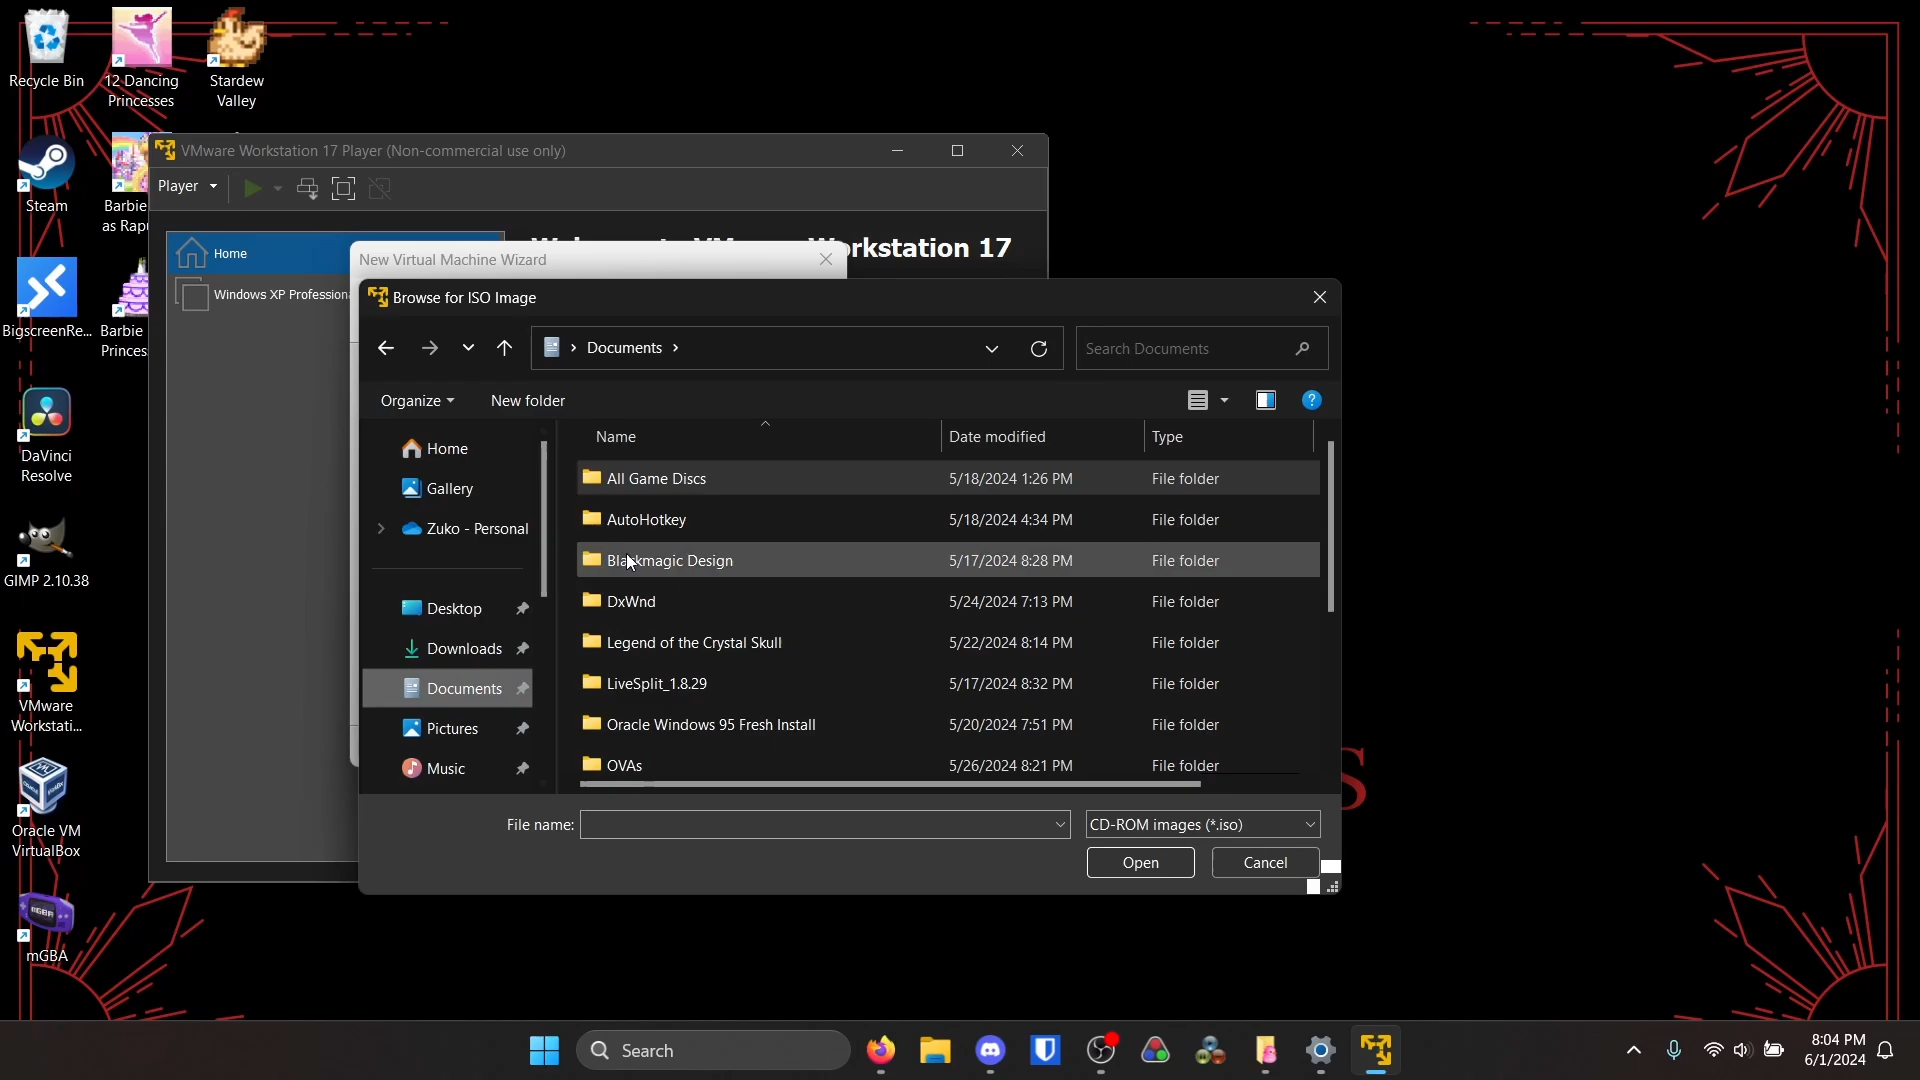 Recycle Bin
12 Dancing
Princesses
Stardew
Valley
Steam
Barbie
as Rapu
BigscreenRe...
Barbie
Princes
DaVinci
Resolve
GIMP 2.10.38
VMware
Workstati...
Oracle VM
VirtualBox
mGBA
VMware Workstation 17 Player (Non-commercial use only)
Player
Home
Windows XP Professiona
Workstation 17
New Virtual Machine Wizard
Browse for ISO Image
Documents
Search Documents
Organize
New folder
Home
Gallery
Zuko - Personal
Desktop
Downloads
Documents
Pictures
Music
Name Date modified Type
All Game Discs 5/18/2024 1:26 PM File folder
AutoHotkey 5/18/2024 4:34 PM File folder
Blackmagic Design 5/17/2024 8:28 PM File folder
DxWnd 5/24/2024 7:13 PM File folder
Legend of the Crystal Skull 5/22/2024 8:14 PM File folder
LiveSplit_1.8.29 5/17/2024 8:32 PM File folder
Oracle Windows 95 Fresh Install 5/20/2024 7:51 PM File folder
OVAs 5/26/2024 8:21 PM File folder
File name:
CD-ROM images (*.iso)
Open
Cancel
S
Search
8:04 PM
6/1/2024